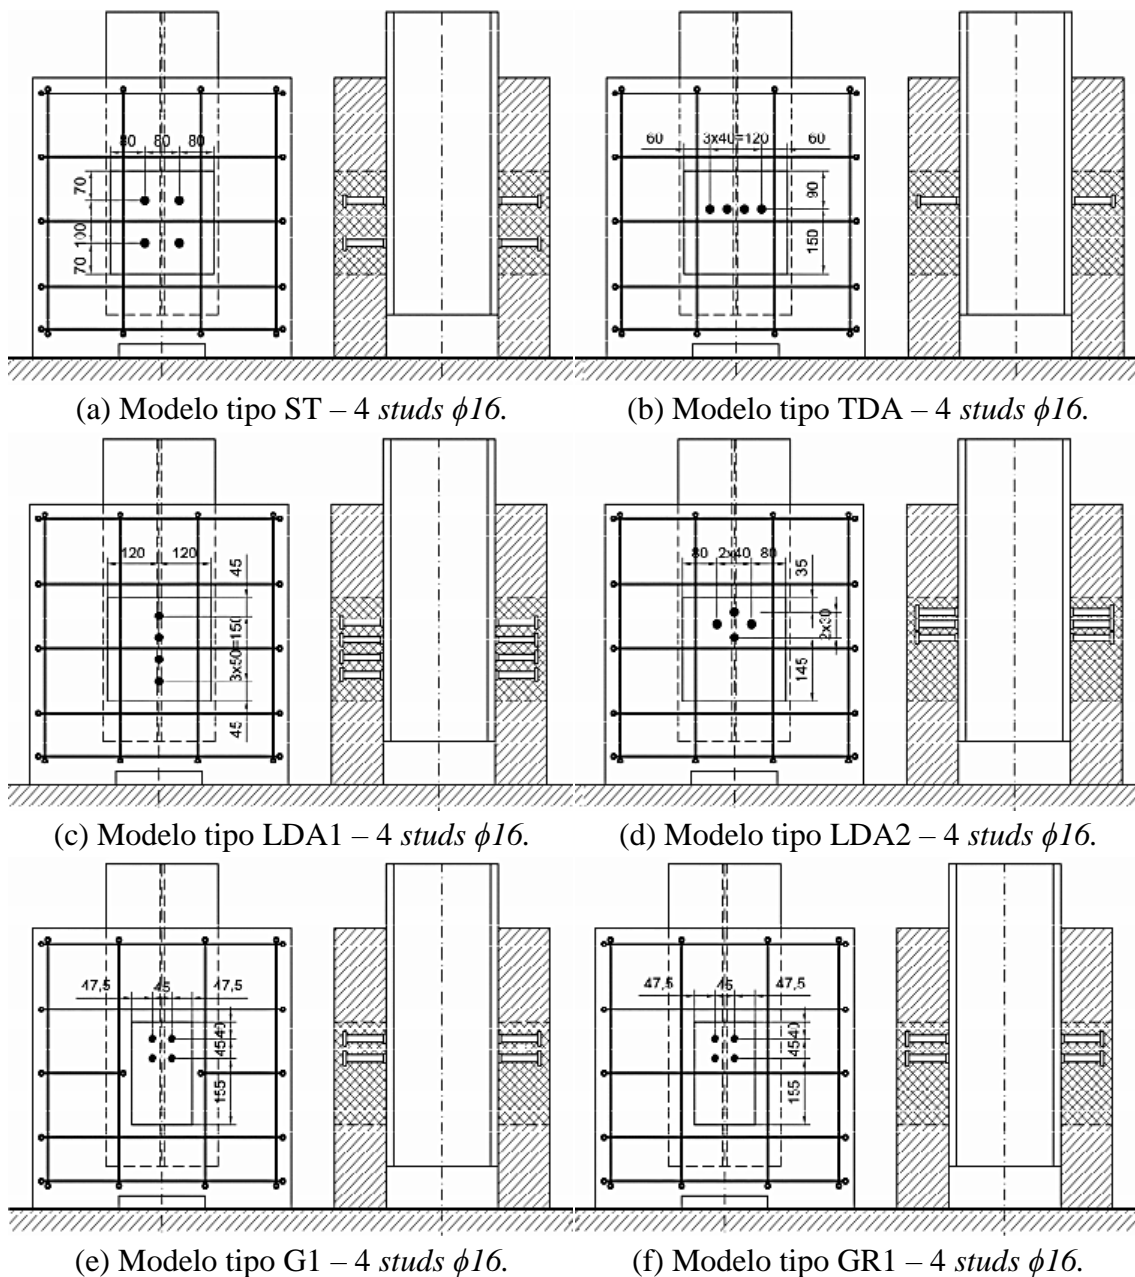 80 80 80
70
100
70
60 3x40=120 60
90
150
(a) Modelo tipo ST – 4 studs ϕ16.
(b) Modelo tipo TDA – 4 studs ϕ16.
120 120
45
3x50=150
45
80 2x40 80
35
2x30
145
(c) Modelo tipo LDA1 – 4 studs ϕ16.
(d) Modelo tipo LDA2 – 4 studs ϕ16.
47,5 45 47,5
40
45
155
47,5 45 47,5
40
45
155
(e) Modelo tipo G1 – 4 studs ϕ16.
(f) Modelo tipo GR1 – 4 studs ϕ16.